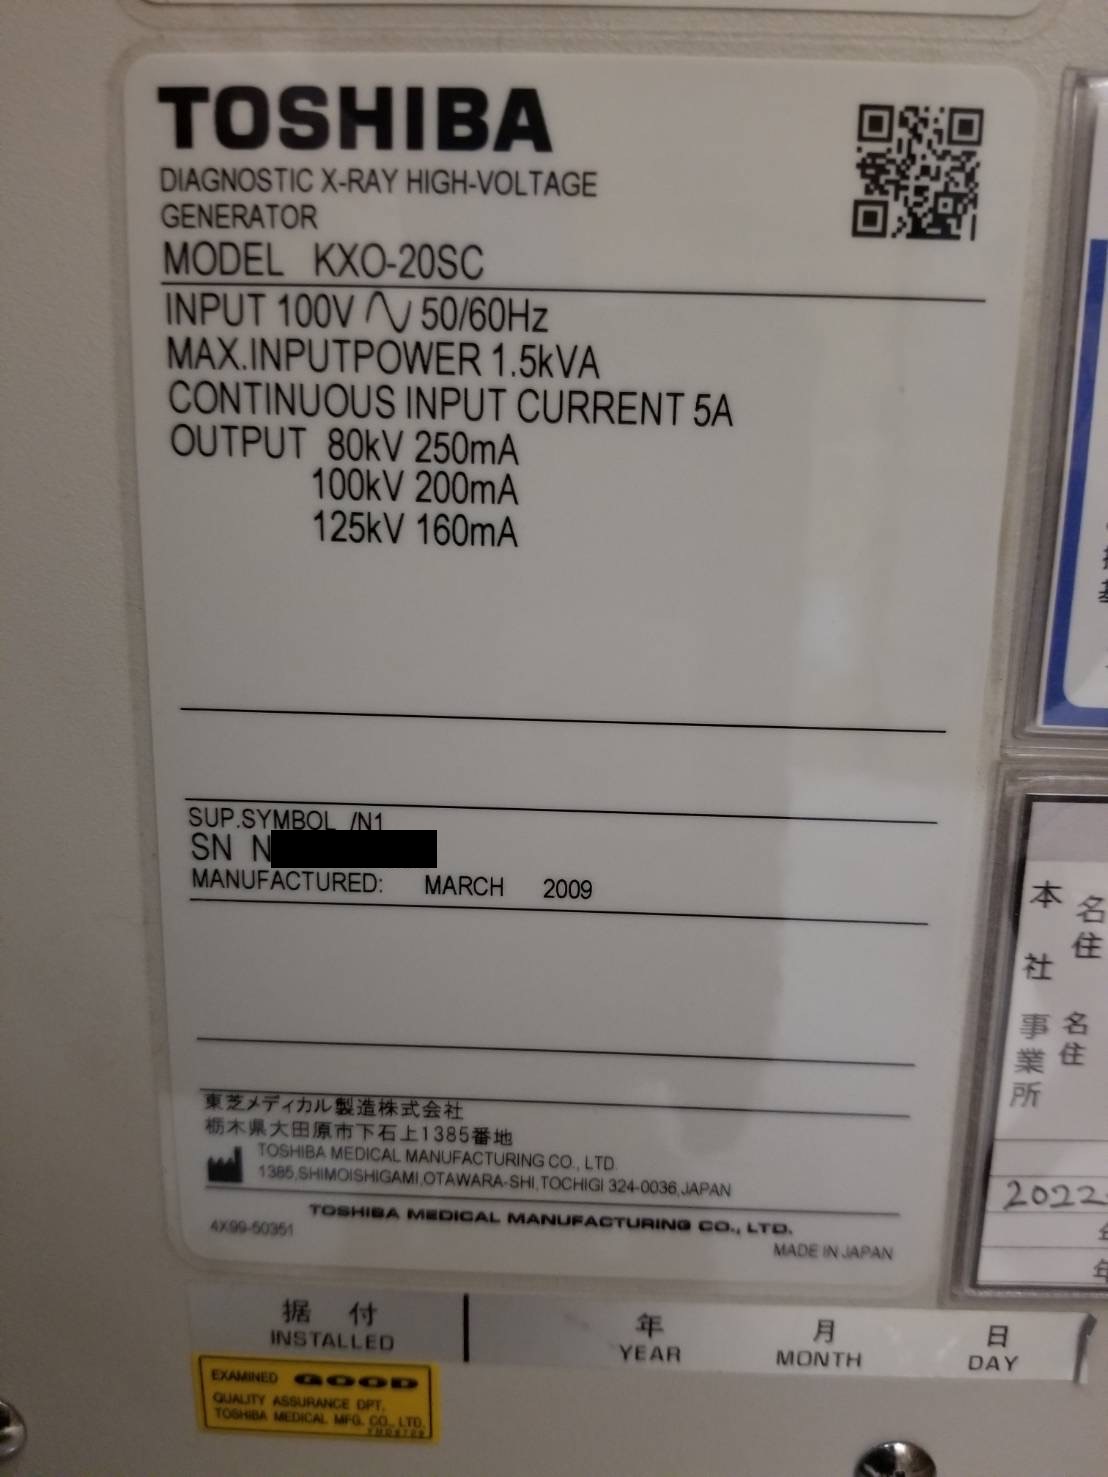 TOSHIBA
DIAGNOSTIC X-RAY HIGH-VOLTAGE
GENERATOR
MODEL KXO-20SC
INPUT 100V 50/60Hz
MAX.INPUTPOWER 1.5kVA
CONTINUOUS INPUT CURRENT 5A
OUTPUT 80kV 250mA
100kV 200mA
125kV 160mA
SUP.SYMBOL /N1
SN N
MANUFACTURED: MARCH 2009
東芝メディカル製造株式会社
栃木県大田原市下石上1385番地
TOSHIBA MEDICAL MANUFACTURING CO., LTD.
1385,SHIMOISHIGAMI,OTAWARA-SHI,TOCHIGI 324-0036,JAPAN
TOSHIBA MEDICAL MANUFACTURING CO., LTD.
4X99-50351
MADE IN JAPAN
据付 年 月 日
INSTALLED YEAR MONTH DAY
EXAMINED GOOD
QUALITY ASSURANCE DPT.
TOSHIBA MEDICAL MFG. CO., LTD.
本社
名
住
事業所
名
住
2022